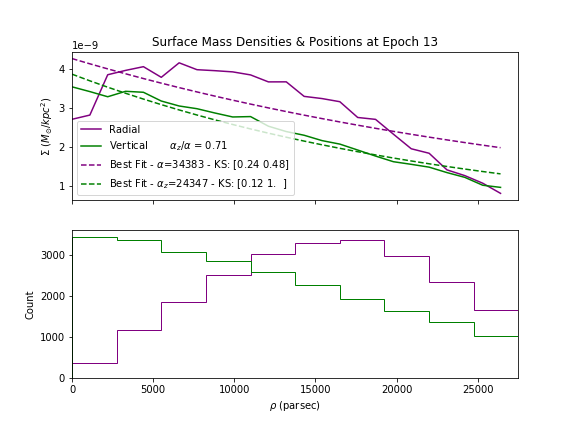 Surface Mass Densities & Positions at Epoch 13
1e−9
4
3
2
1
Σ (M⊙/kpc²)
Radial
Vertical αz/α = 0.71
Best Fit - α=34383 - KS: [0.24 0.48]
Best Fit - αz=24347 - KS: [0.12 1. ]
3000
2000
1000
0
Count
0 5000 10000 15000 20000 25000
ρ (parsec)